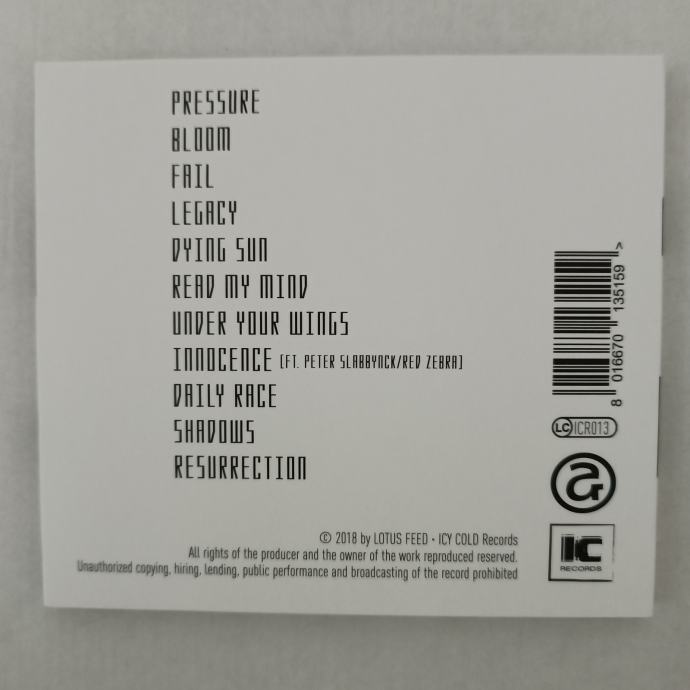 PRESSURE
BLOOM
FAIL
LEGACY
DYING SUN
READ MY MIND
UNDER YOUR WINGS
INNOCENCE [FT. PETER SLABBYNCK/RED ZEBRA]
DAILY RACE
SHADOWS
RESURRECTION
8 016670 135159 >
LC ICR013
a
IC
RECORDS
© 2018 by LOTUS FEED • ICY COLD Records
All rights of the producer and the owner of the work reproduced reserved.
Unauthorized copying, hiring, lending, public performance and broadcasting of the record prohibited